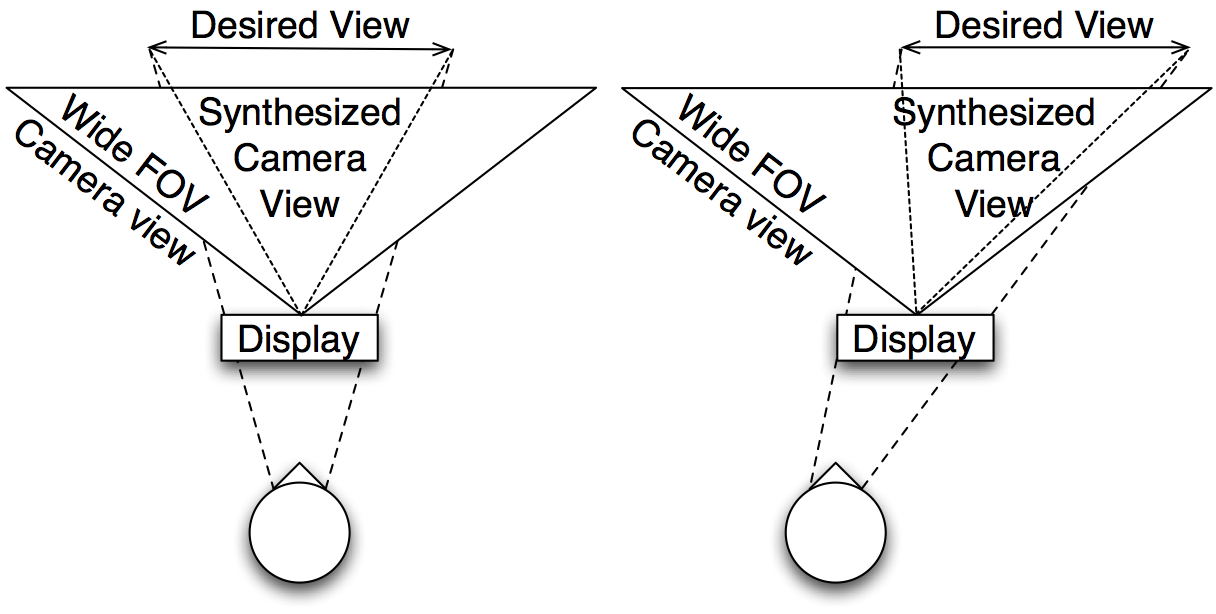 Desired View
Synthesized
Camera
View
Wide FOV
Camera view
Display
Desired View
Synthesized
Camera
View
Wide FOV
Camera view
Display